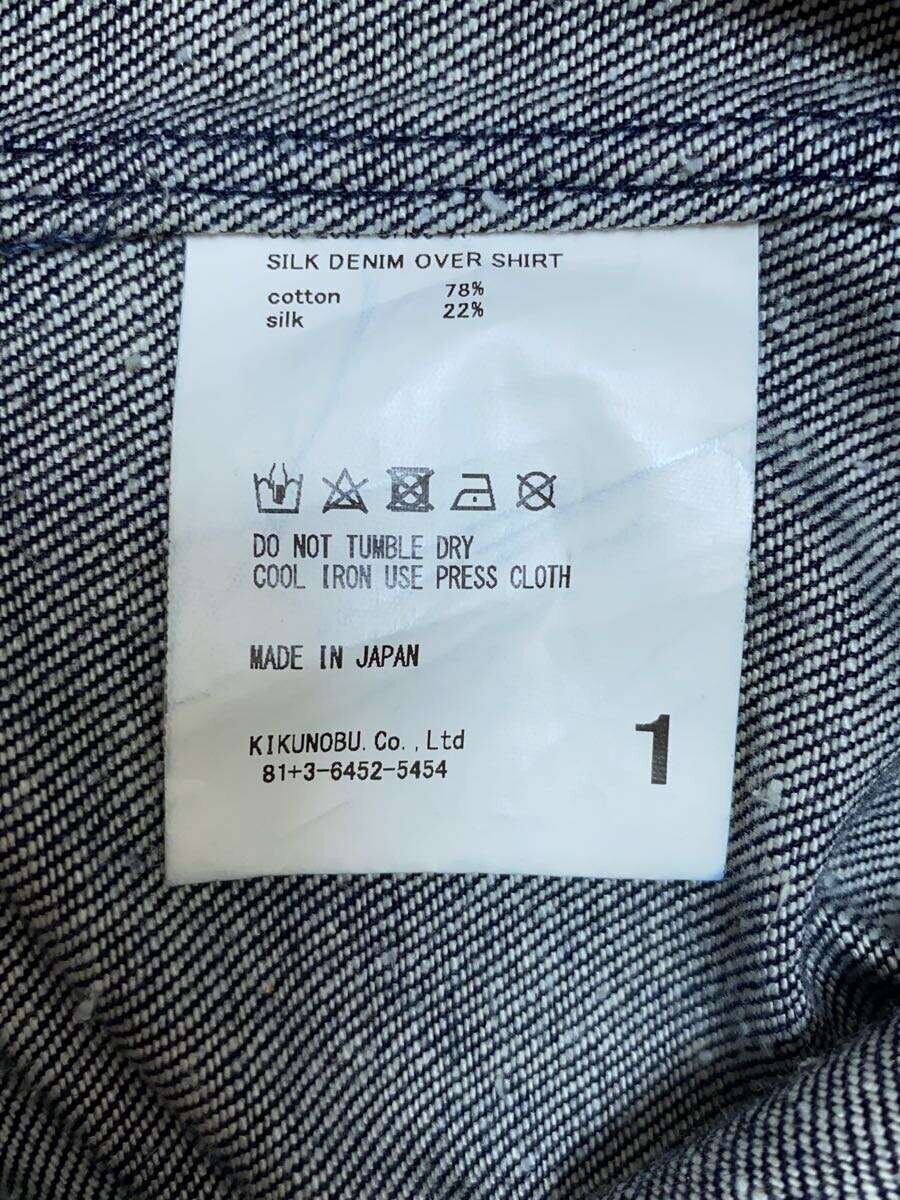 SILK DENIM OVER SHIRT
cotton 78%
silk 22%
DO NOT TUMBLE DRY
COOL IRON USE PRESS CLOTH
MADE IN JAPAN
KIKUNOBU. Co., Ltd
81+3-6452-5454
1